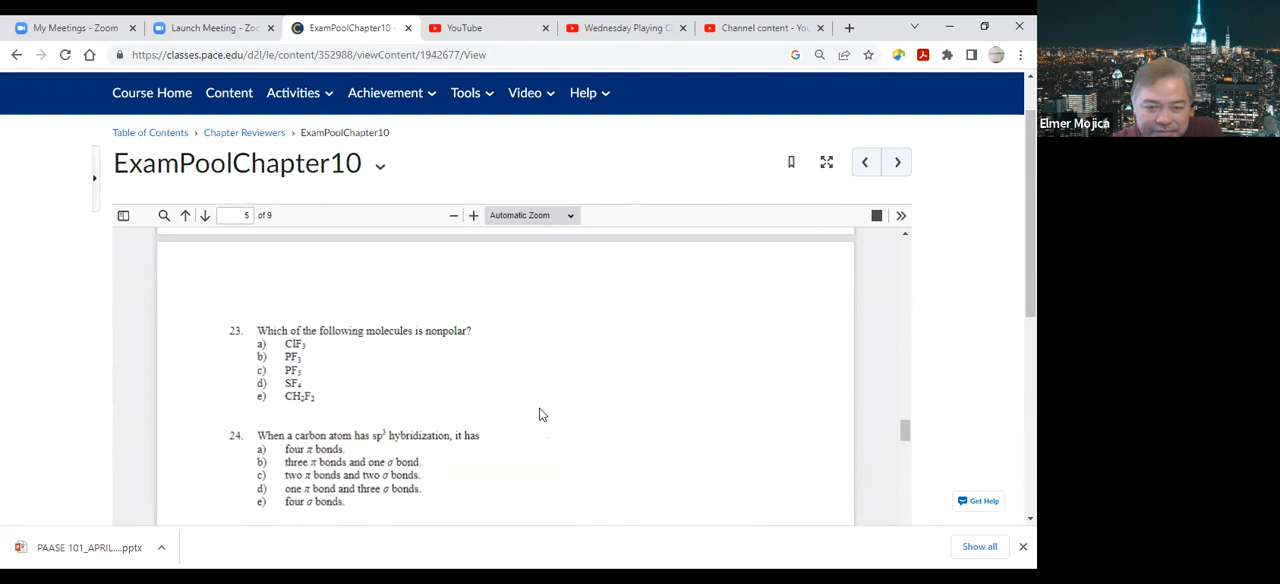 My Meetings - Zoom
Launch Meeting - Zoo
ExamPoolChapter10 -
YouTube
Wednesday Playing C
Channel content - You
https://classes.pace.edu/d2l/le/content/352988/viewContent/1942677/View
Elmer Mojica
Course Home Content Activities Achievement Tools Video Help
Table of Contents › Chapter Reviewers › ExamPoolChapter10
ExamPoolChapter10
5 of 9 Automatic Zoom
23. Which of the following molecules is nonpolar?
a) ClF₃
b) PF₃
c) PF₅
d) SF₄
e) CH₂F₂
24. When a carbon atom has sp³ hybridization, it has
a) four π bonds.
b) three π bonds and one σ bond.
c) two π bonds and two σ bonds.
d) one π bond and three σ bonds.
e) four σ bonds.
Get Help
PAASE 101_APRIL....pptx
Show all